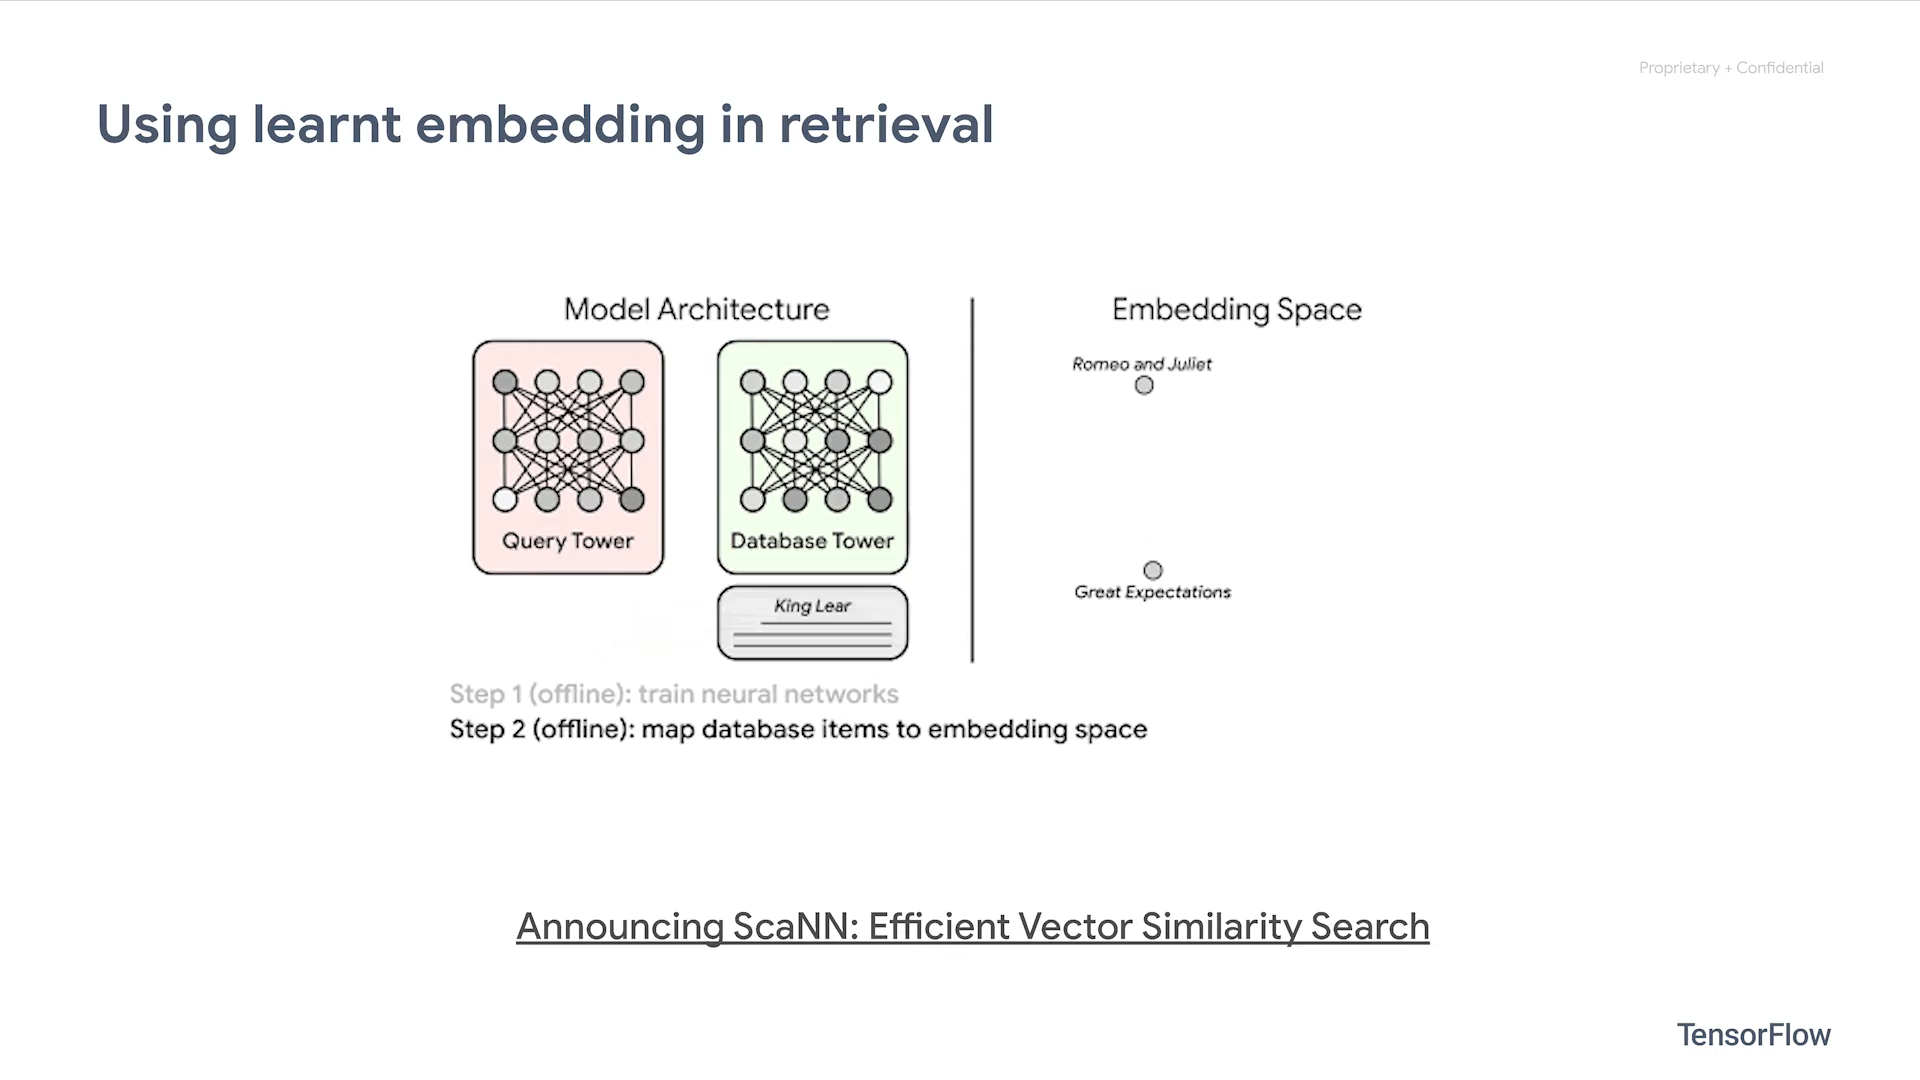 Proprietary + Confidential
Using learnt embedding in retrieval
Model Architecture
Embedding Space
Romeo and Juliet
Query Tower
Database Tower
Great Expectations
King Lear
Step 1 (offline): train neural networks
Step 2 (offline): map database items to embedding space
Announcing ScaNN: Efficient Vector Similarity Search
TensorFlow